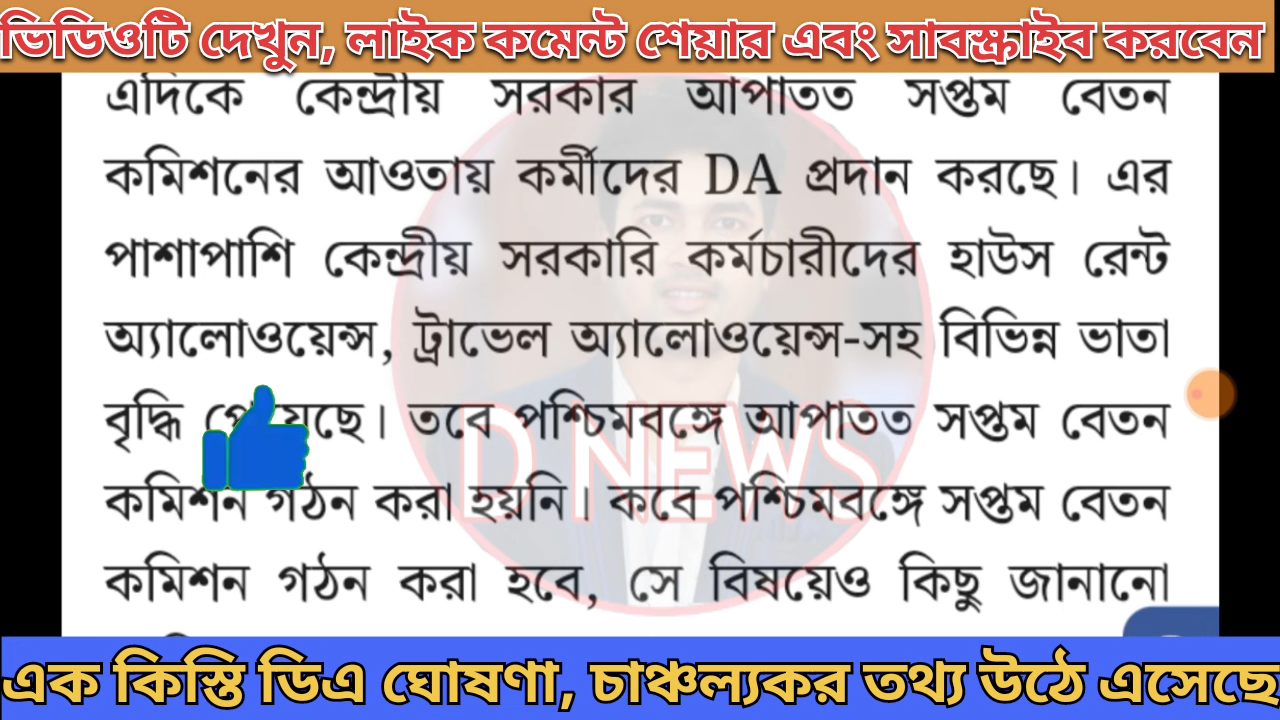 ভিডিওটি দেখুন, লাইক কমেন্ট শেয়ার এবং সাবস্ক্রাইব করবেন
এদিকে কেন্দ্রীয় সরকার আপাতত সপ্তম বেতন
কমিশনের আওতায় কর্মীদের DA প্রদান করছে। এর
পাশাপাশি কেন্দ্রীয় সরকারি কর্মচারীদের হাউস রেন্ট
অ্যালোওয়েন্স, ট্রাভেল অ্যালোওয়েন্স-সহ বিভিন্ন ভাতা
বৃদ্ধি পেয়েছে। তবে পশ্চিমবঙ্গে আপাতত সপ্তম বেতন
কমিশন গঠন করা হয়নি। কবে পশ্চিমবঙ্গে সপ্তম বেতন
কমিশন গঠন করা হবে, সে বিষয়েও কিছু জানানো
D NEWS
এক কিস্তি ডিএ ঘোষণা, চাঞ্চল্যকর তথ্য উঠে এসেছে